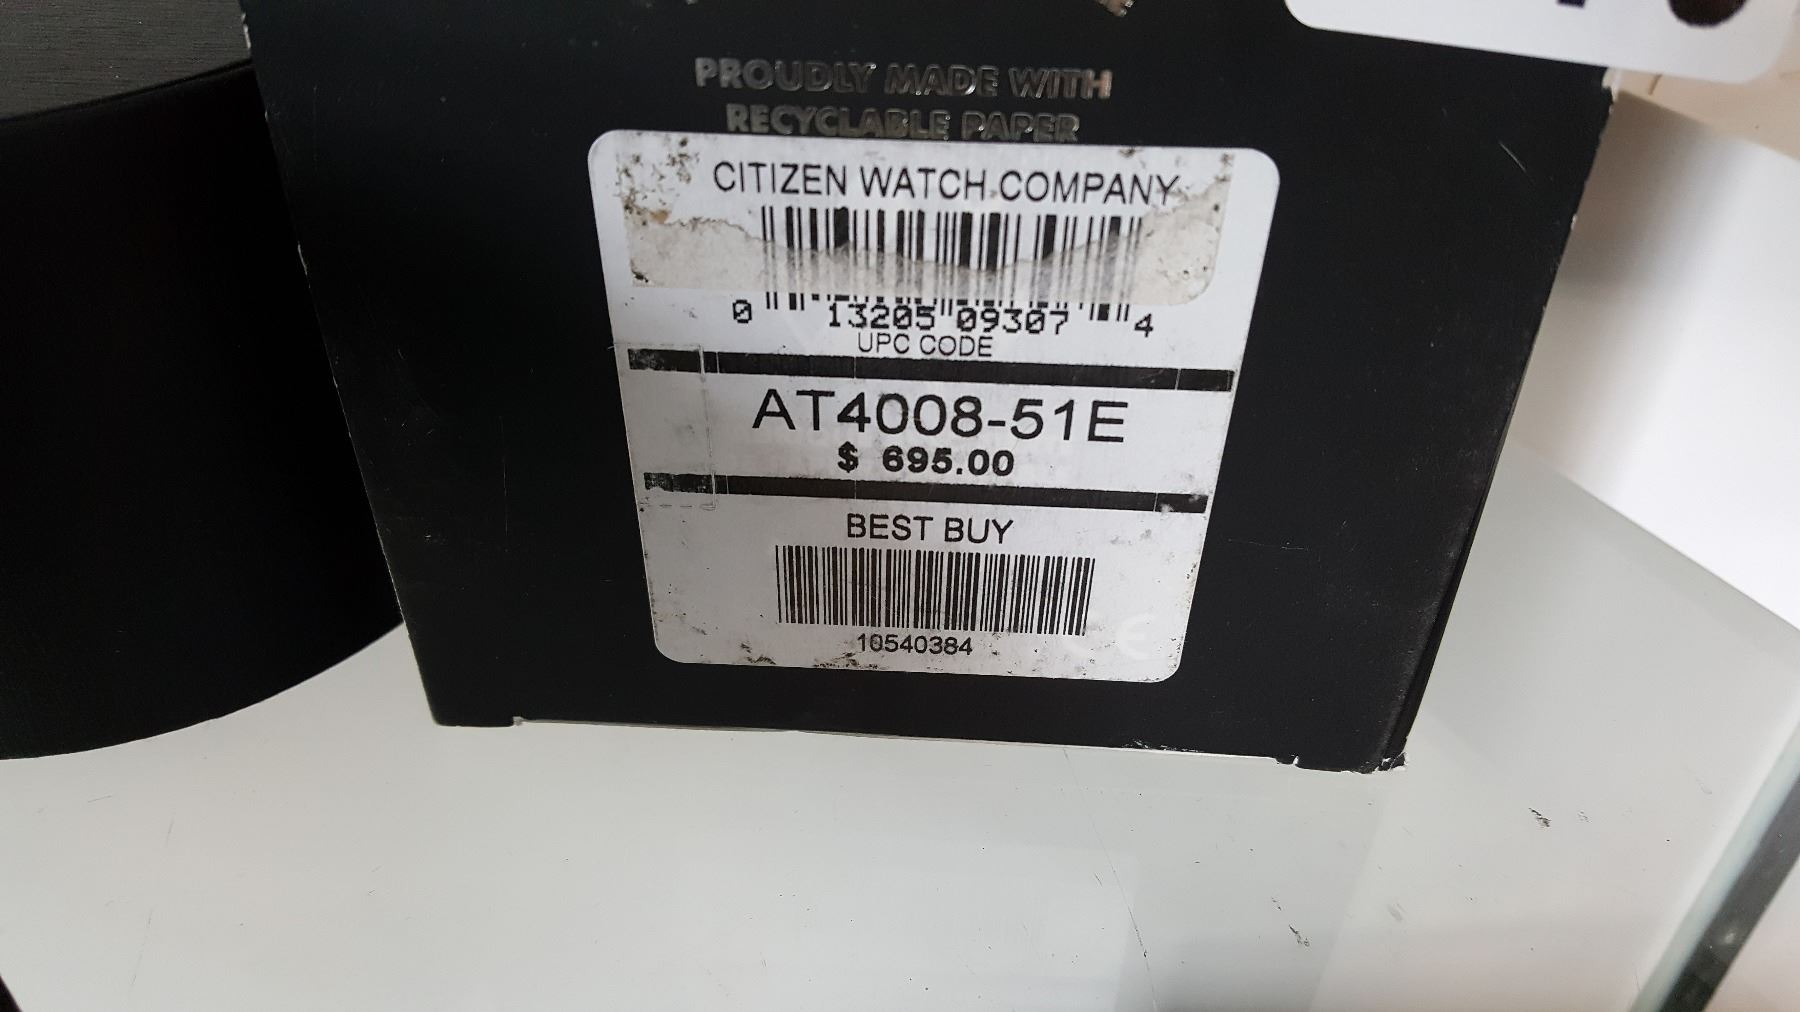 PROUDLY MADE WITH
RECYCLABLE PAPER
CITIZEN WATCH COMPANY
0 13205 09307 4
UPC CODE
AT4008-51E
$ 695.00
BEST BUY
10540384
CE